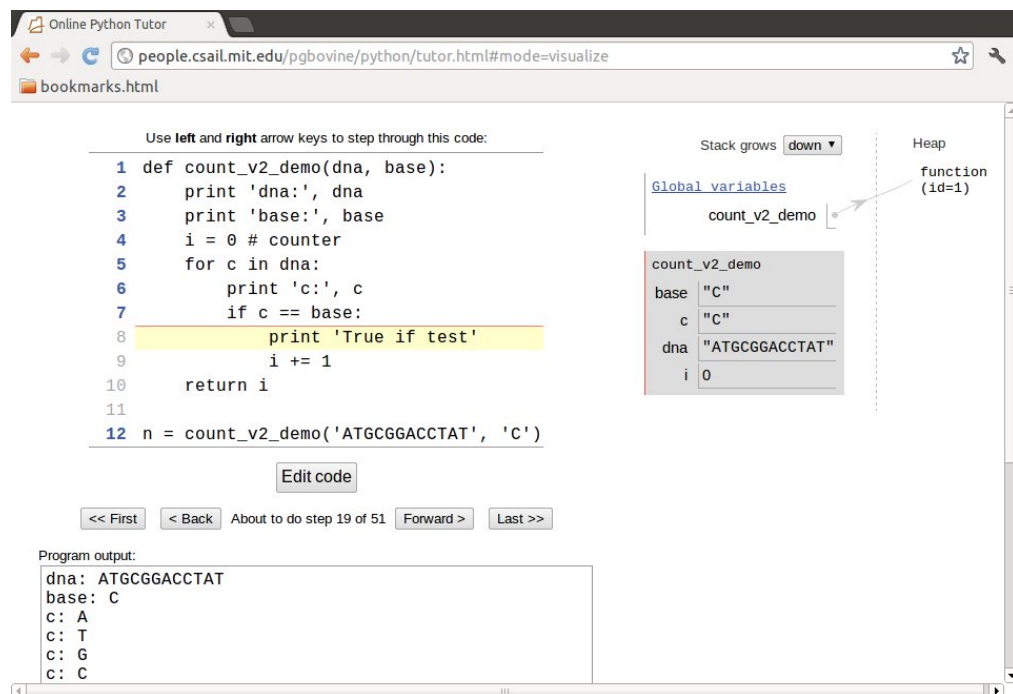 Online Python Tutor ×
people.csail.mit.edu/pgbovine/python/tutor.html#mode=visualize
bookmarks.html
Use left and right arrow keys to step through this code:
1 def count_v2_demo(dna, base):
2     print 'dna:', dna
3     print 'base:', base
4     i = 0 # counter
5     for c in dna:
6         print 'c:', c
7         if c == base:
8             print 'True if test'
9             i += 1
10     return i
11
12 n = count_v2_demo('ATGCGGACCTAT', 'C')
Edit code
<< First < Back About to do step 19 of 51 Forward > Last >>
Program output:
dna: ATGCGGACCTAT
base: C
c: A
c: T
c: G
c: C
Stack grows down ▼
Global variables
count_v2_demo
count_v2_demo
base "C"
c "C"
dna "ATGCGGACCTAT"
i 0
Heap
function
(id=1)